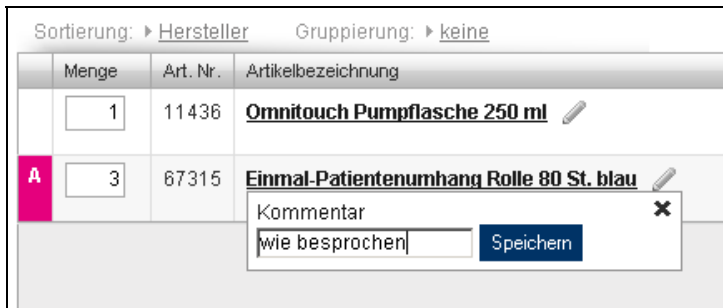 Sortierung: Hersteller Gruppierung: keine
Menge Art. Nr. Artikelbezeichnung
1 11436 Omnitouch Pumpflasche 250 ml
A 3 67315 Einmal-Patientenumhang Rolle 80 St. blau
Kommentar
wie besprochen Speichern